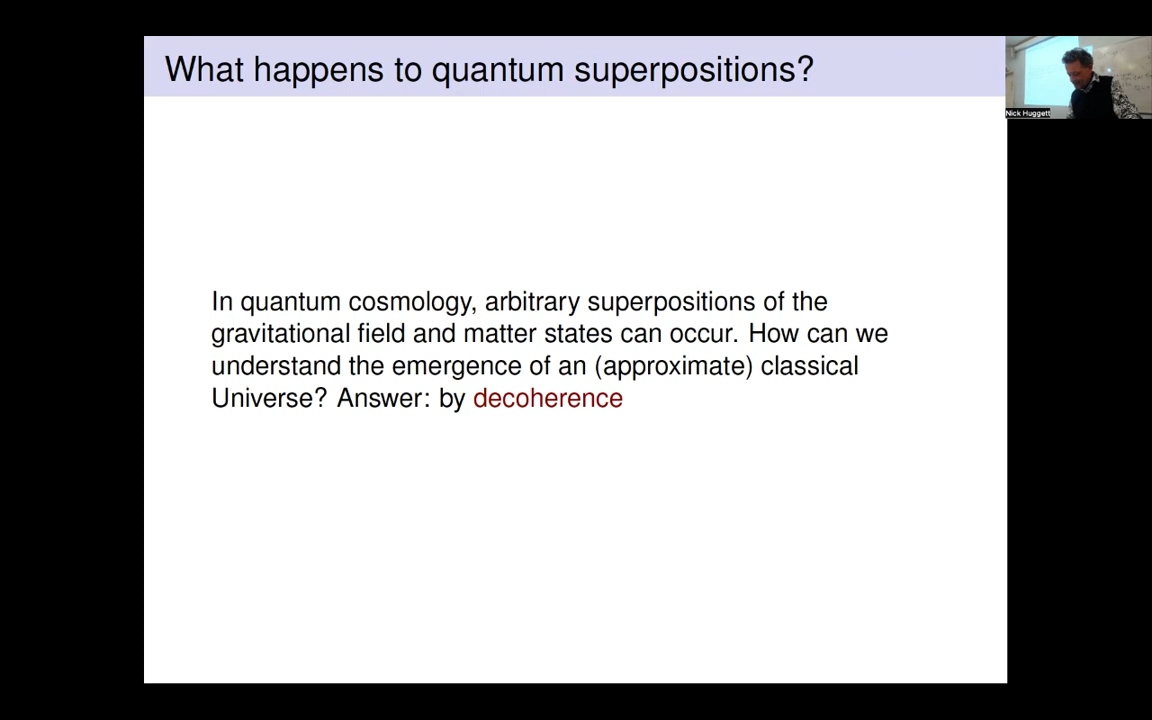 What happens to quantum superpositions?
Nick Huggett
In quantum cosmology, arbitrary superpositions of the
gravitational field and matter states can occur. How can we
understand the emergence of an (approximate) classical
Universe? Answer: by decoherence